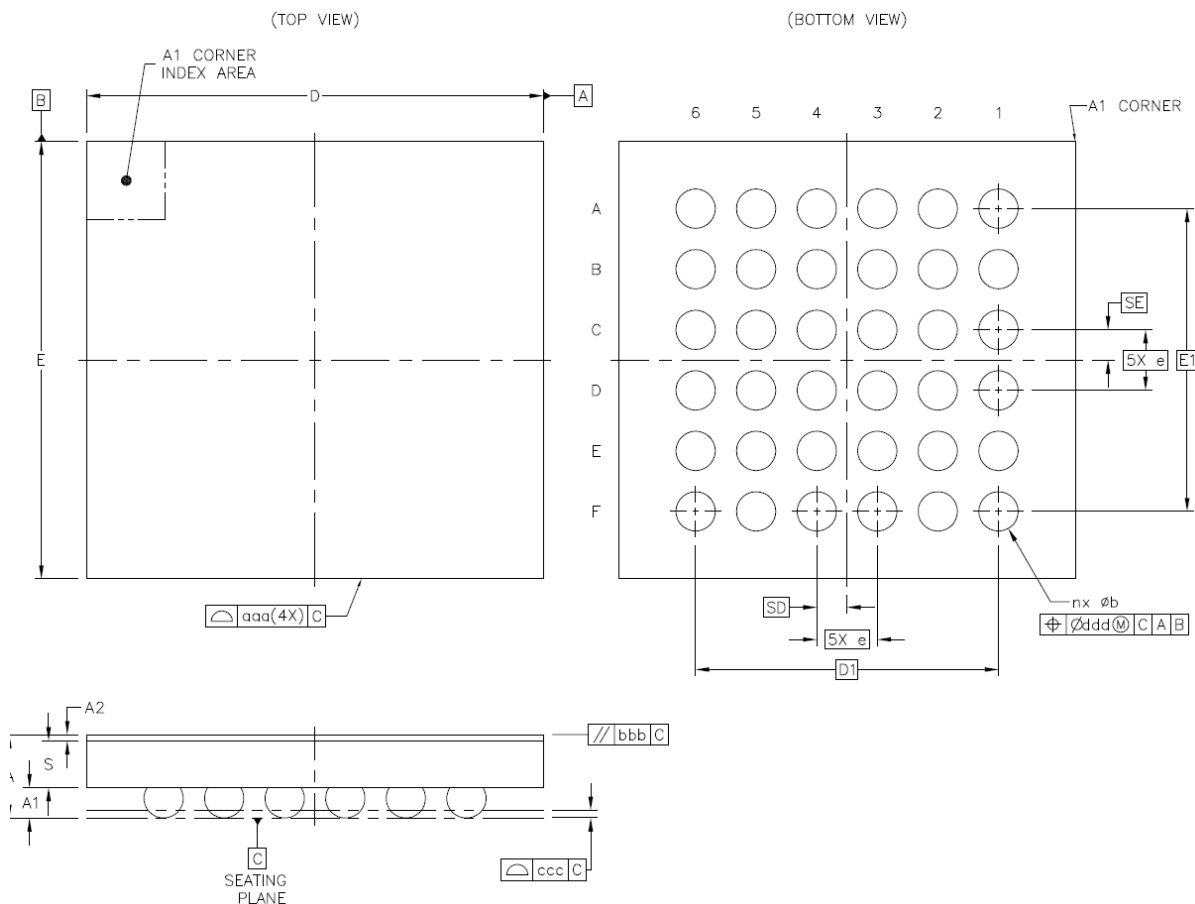 (TOP VIEW)
(BOTTOM VIEW)
A1 CORNER
INDEX AREA
B
D
A
6 5 4 3 2 1
A1 CORNER
A
B
C
D
E
F
E
SE
5X e
E1
aaa(4X) C
SD
5X e
D1
nx Øb
⌖ Øddd Ⓜ C A B
A2
S
A
A1
// bbb C
C
SEATING
PLANE
ccc C